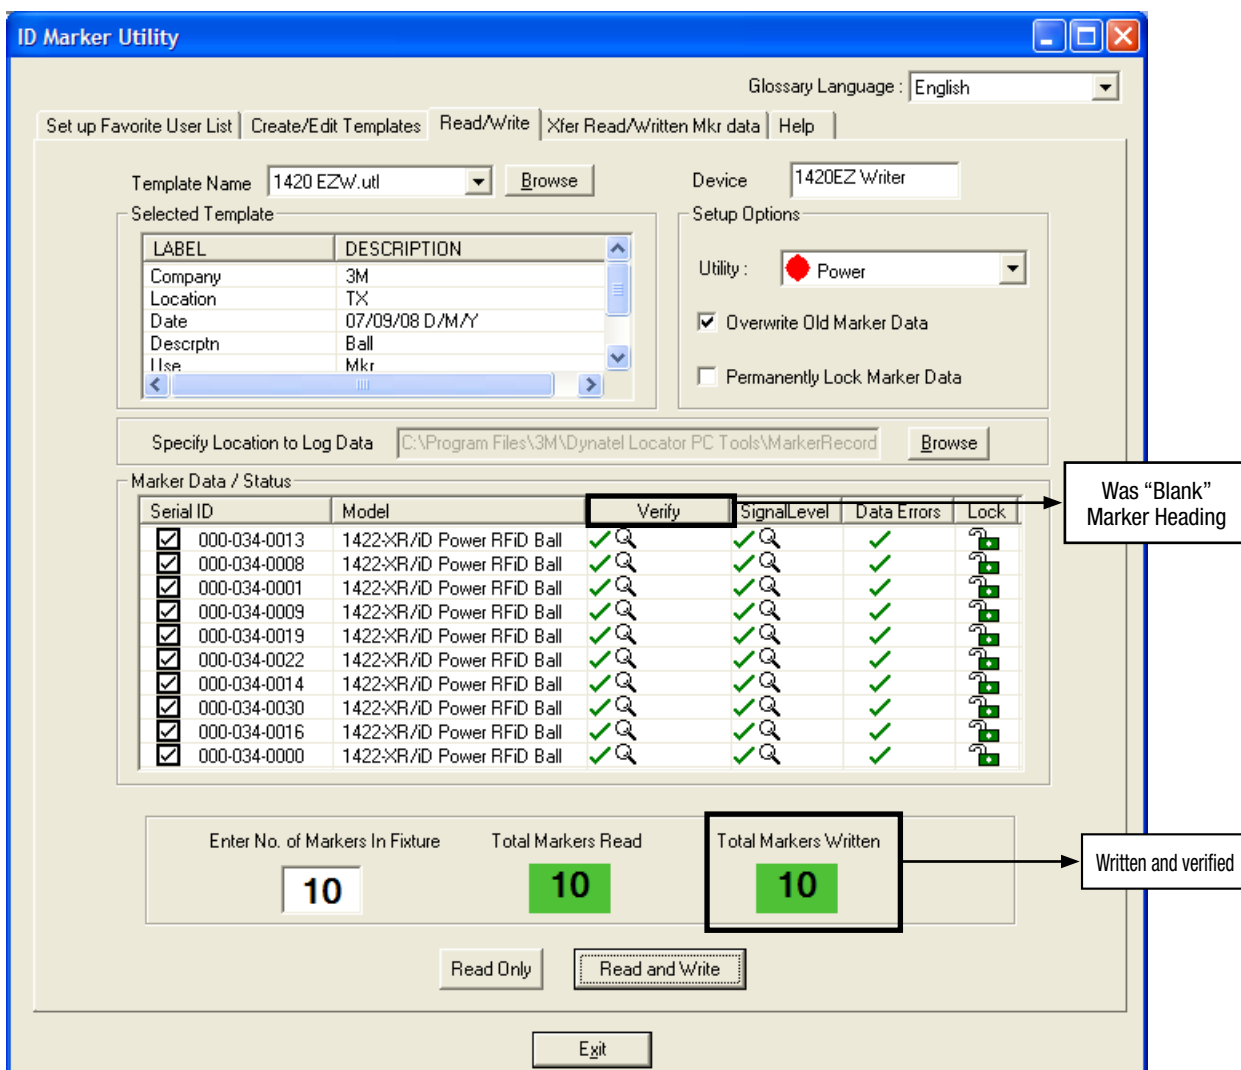 ID Marker Utility
Glossary Language : English
Set up Favorite User List Create/Edit Templates Read/Write Xfer Read/Written Mkr data Help
Template Name 1420 EZW.utl Browse Device 1420EZ Writer
Selected Template Setup Options
LABEL DESCRIPTION
Company 3M
Location TX
Date 07/09/08 D/M/Y
Descrptn Ball
Use Mkr
Utility : Power
Overwrite Old Marker Data
Permanently Lock Marker Data
Specify Location to Log Data C:\Program Files\3M\Dynatel Locator PC Tools\MarkerRecord Browse
Marker Data / Status
Serial ID Model Verify SignalLevel Data Errors Lock
000-034-0013 1422-XR/iD Power RFiD Ball
000-034-0008 1422-XR/iD Power RFiD Ball
000-034-0001 1422-XR/iD Power RFiD Ball
000-034-0009 1422-XR/iD Power RFiD Ball
000-034-0019 1422-XR/iD Power RFiD Ball
000-034-0022 1422-XR/iD Power RFiD Ball
000-034-0014 1422-XR/iD Power RFiD Ball
000-034-0030 1422-XR/iD Power RFiD Ball
000-034-0016 1422-XR/iD Power RFiD Ball
000-034-0000 1422-XR/iD Power RFiD Ball
Was “Blank”
Marker Heading
Enter No. of Markers In Fixture Total Markers Read Total Markers Written
10 10 10
Written and verified
Read Only Read and Write
Exit